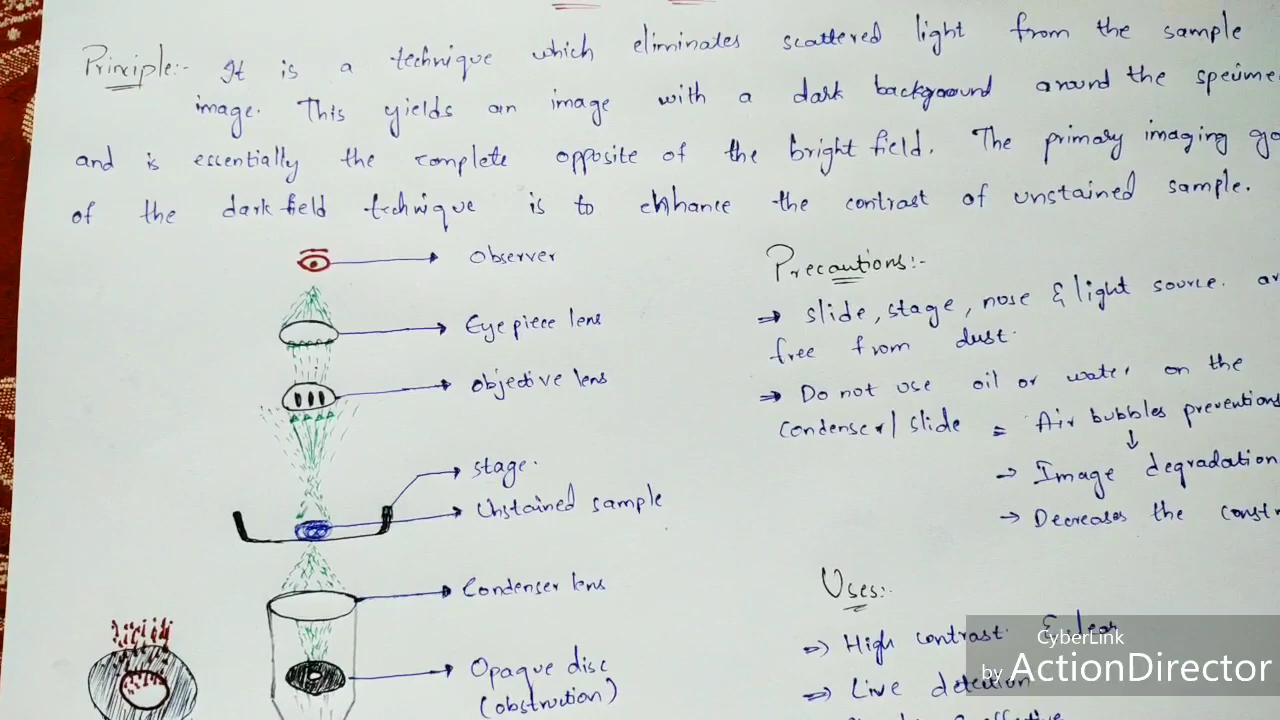 Principle:- It is a technique which eliminates scattered light from the sample
image. This yields an image with a dark background around the specime
and is essentially the complete opposite of the bright field. The primary imaging go
of the dark field technique is to enhance the contrast of unstained sample.
Observer
Eye piece lens
Objective lens
stage.
Unstained sample
Condenser lens
Opaque disc
(obstruction)
Precautions:-
→ slide, stage, nose & light source. ar
free from dust.
→ Do not use oil or water on the
condenser / slide = Air bubbles preventions
↓
→ Image degradation
→ Decreases the constr
Uses:-
→ High contrast & clear
→ Live detection
CyberLink
by ActionDirector